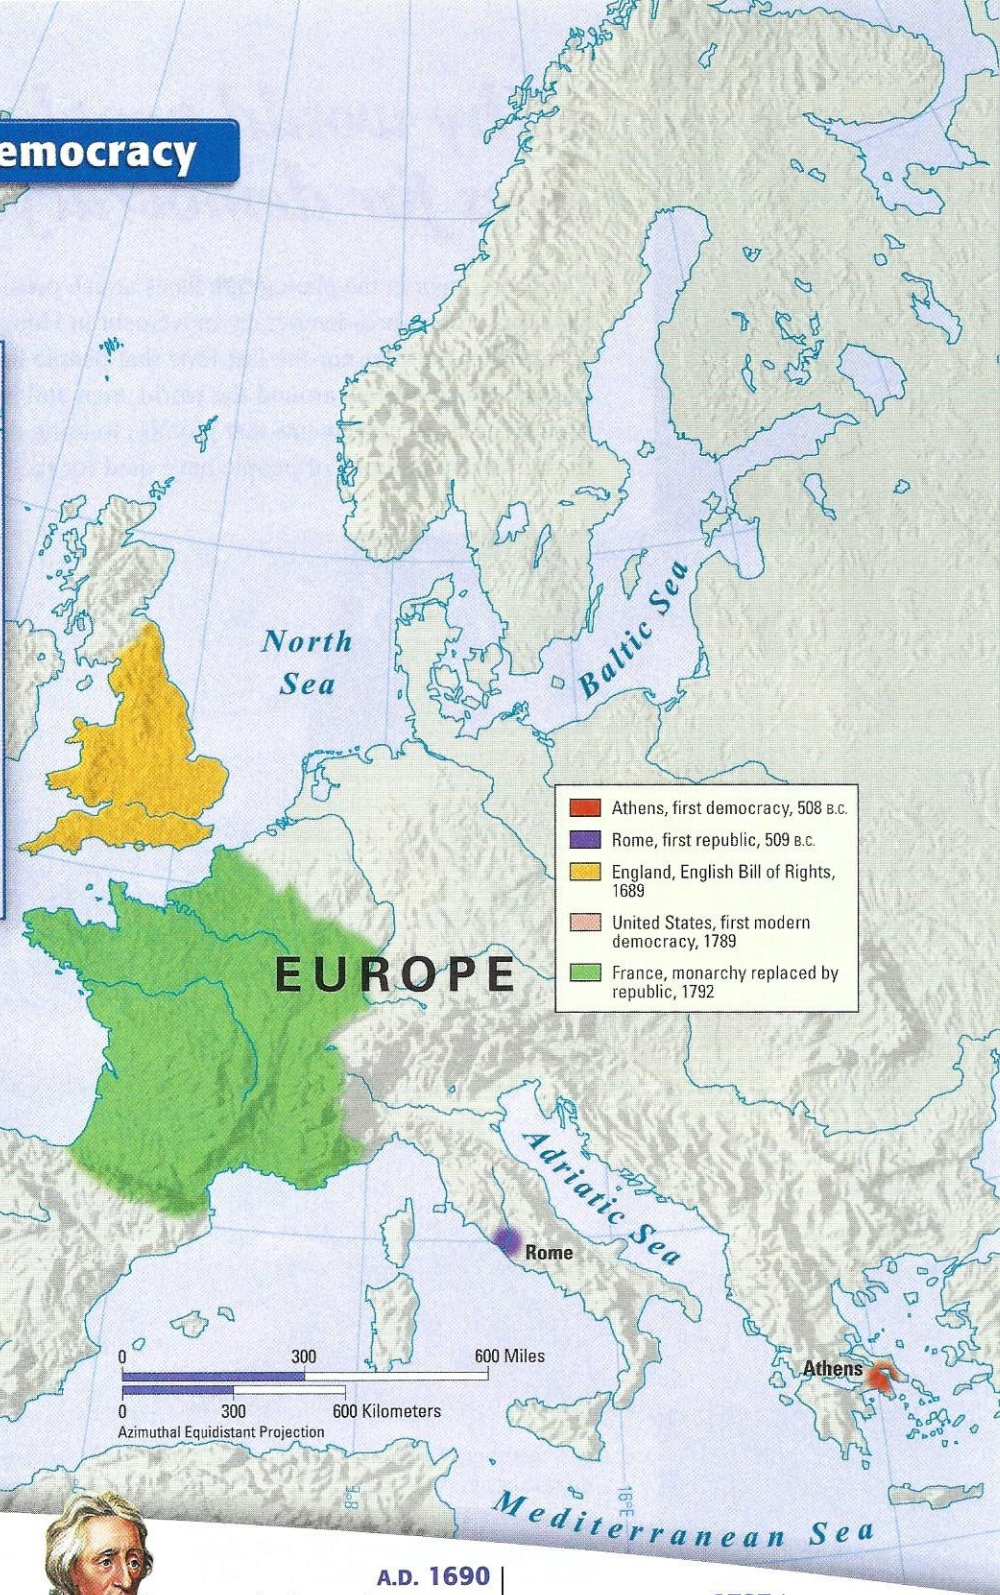 emocracy
North
Sea
Baltic Sea
Athens, first democracy, 508 B.C.
Rome, first republic, 509 B.C.
England, English Bill of Rights,
1689
United States, first modern
democracy, 1789
France, monarchy replaced by
republic, 1792
EUROPE
Adriatic Sea
Rome
0 300 600 Miles
0 300 600 Kilometers
Azimuthal Equidistant Projection
Athens
8°E
16°E
Mediterranean Sea
A.D. 1690